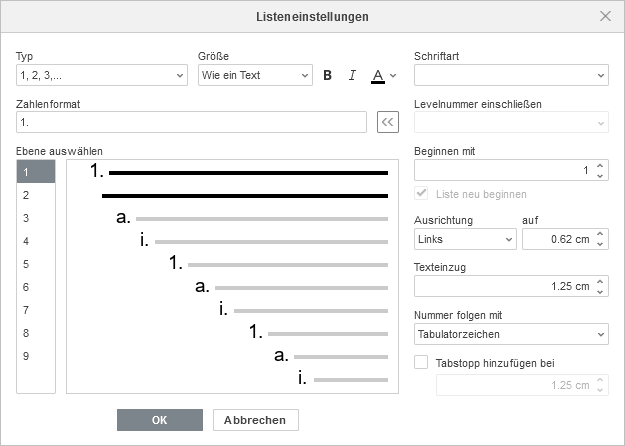 Listeneinstellungen
Typ
Größe
Schriftart
1, 2, 3,...
Wie ein Text
B
I
A
Zahlenformat
Levelnummer einschließen
1.
Ebene auswählen
Beginnen mit
1
1.
1
2
Liste neu beginnen
3
a.
Ausrichtung
auf
4
i.
Links
0.62 cm
5
1.
Texteinzug
6
a.
1.25 cm
7
i.
Nummer folgen mit
8
1.
Tabulatorzeichen
9
a.
Tabstopp hinzufügen bei
i.
1.25 cm
OK
Abbrechen